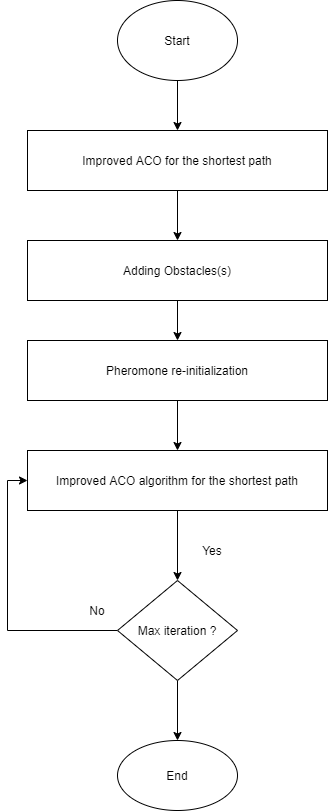 Start
Improved ACO for the shortest path
Adding Obstacles(s)
Pheromone re-initialization
Improved ACO algorithm for the shortest path
Yes
No
Max iteration ?
End